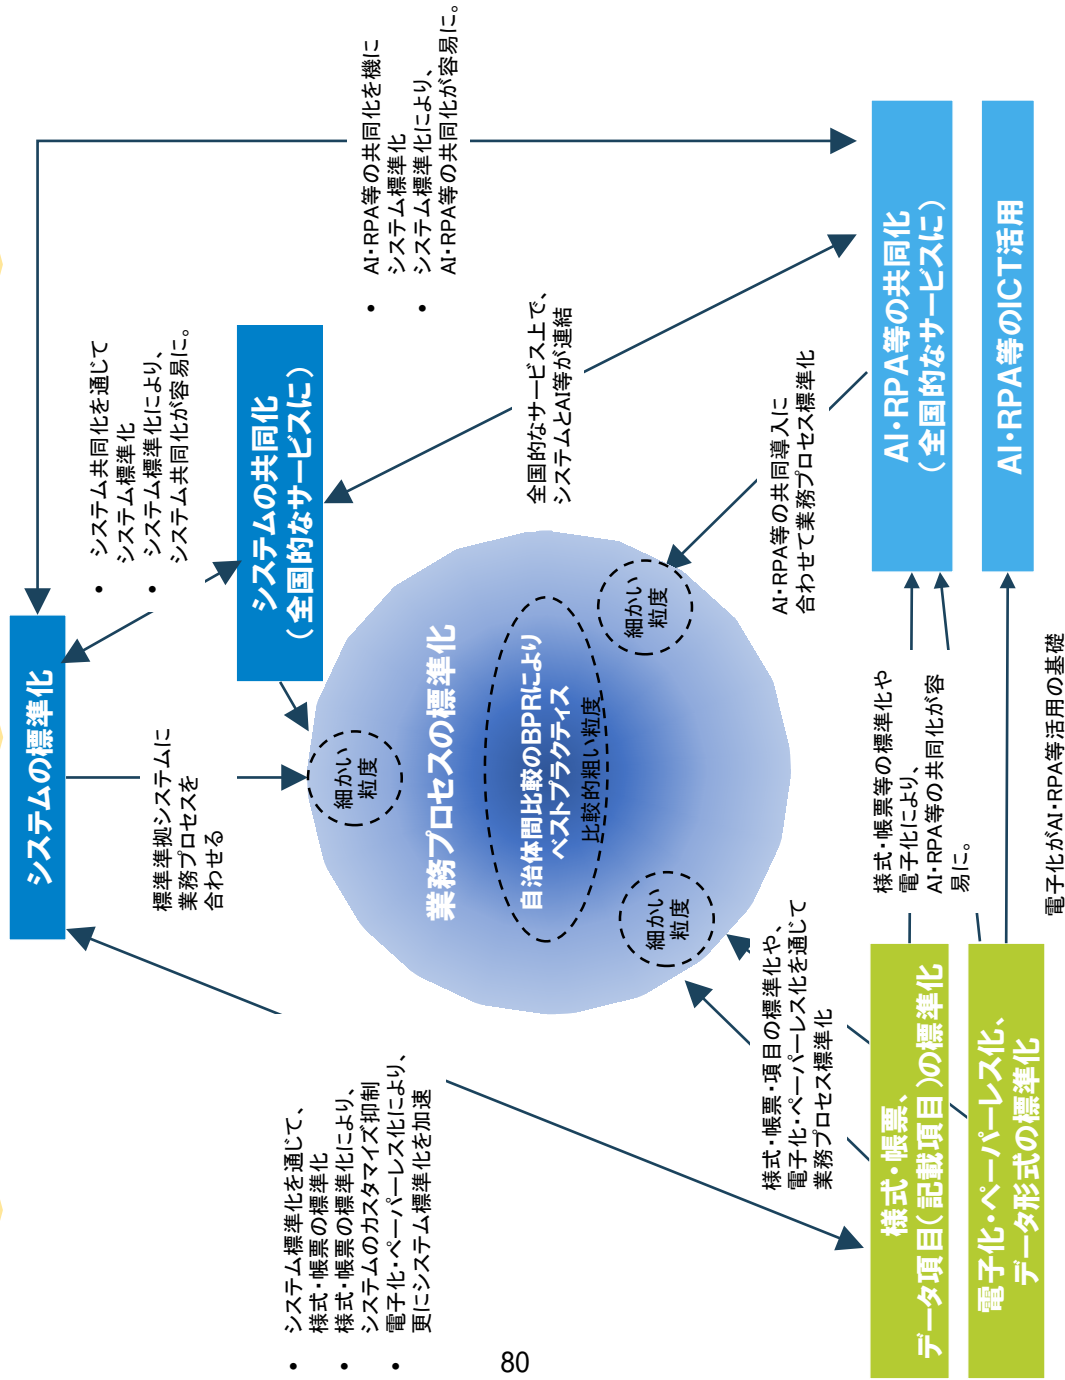 システムの標準化
・ システム共同化を通じて
システム標準化
・ システム標準化により、
システム共同化が容易に。
・ AI・RPA等の共同化を機に
システム標準化
・ システム標準化により、
AI・RPA等の共同化が容易に。
標準準拠システムに
業務プロセスを
合わせる
システムの共同化
（全国的なサービスに）
・ システム標準化を通じて、
様式・帳票の標準化
・ 様式・帳票の標準化により、
システムのカスタマイズ抑制
・ 電子化・ペーパーレス化により、
更にシステム標準化を加速
細かい
粒度
業務プロセスの標準化
自治体間比較のBPRにより
ベストプラクティス
比較的粗い粒度
細かい
粒度
細かい
粒度
全国的なサービス上で、
システムとAI等が連結
様式・帳票・項目の標準化や、
電子化・ペーパーレス化を通じて
業務プロセス標準化
AI・RPA等の共同導入に
合わせて業務プロセス標準化
様式・帳票、
データ項目（記載項目）の標準化
様式・帳票等の標準化や
電子化により、
AI・RPA等の共同化が容
易に。
AI・RPA等の共同化
（全国的なサービスに）
電子化・ペーパーレス化、
データ形式の標準化
電子化がAI・RPA等活用の基礎
AI・RPA等のICT活用
80